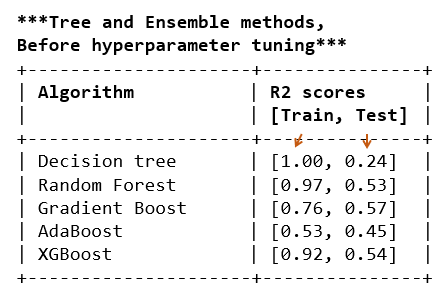 ***Tree and Ensemble methods,
Before hyperparameter tuning***
+----------------------+----------------+
| Algorithm            | R2 scores      |
|                      | [Train, Test]  |
+----------------------+----------------+
| Decision tree        | [1.00, 0.24]   |
| Random Forest        | [0.97, 0.53]   |
| Gradient Boost       | [0.76, 0.57]   |
| AdaBoost             | [0.53, 0.45]   |
| XGBoost              | [0.92, 0.54]   |
+----------------------+----------------+